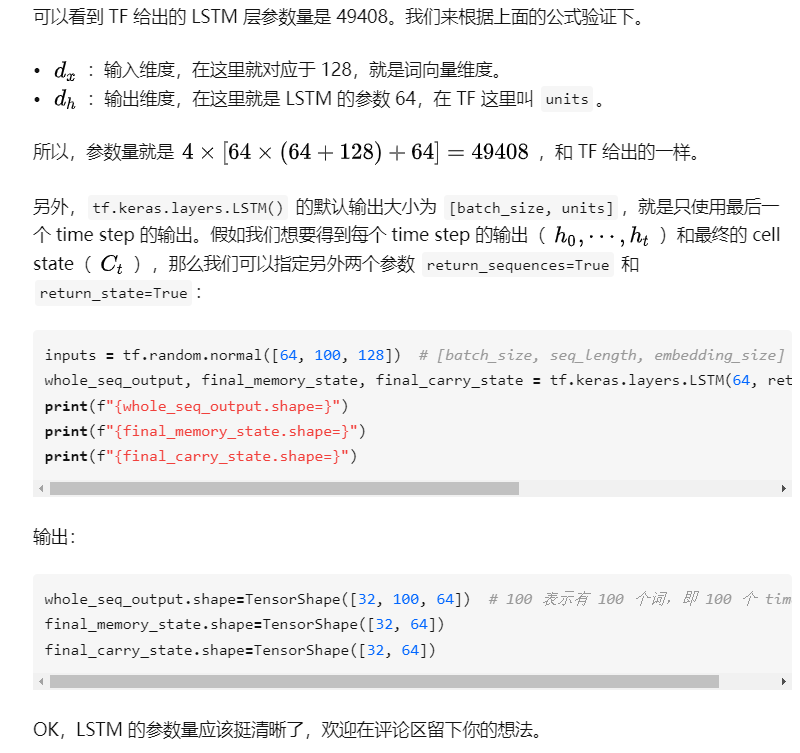 可以看到 TF 给出的 LSTM 层参数量是 49408。我们来根据上面的公式验证下。
• d_x ：输入维度，在这里就对应于 128，就是词向量维度。
• d_h ：输出维度，在这里就是 LSTM 的参数 64，在 TF 这里叫 units 。
所以，参数量就是 4 × [64 × (64 + 128) + 64] = 49408 ，和 TF 给出的一样。
另外， tf.keras.layers.LSTM() 的默认输出大小为 [batch_size, units] ，就是只使用最后一
个 time step 的输出。假如我们想要得到每个 time step 的输出（ h_0, ⋯, h_t ）和最终的 cell
state（ C_t ），那么我们可以指定另外两个参数 return_sequences=True 和
return_state=True ：
inputs = tf.random.normal([64, 100, 128])  # [batch_size, seq_length, embedding_size]
whole_seq_output, final_memory_state, final_carry_state = tf.keras.layers.LSTM(64, ret
print(f"{whole_seq_output.shape=}")
print(f"{final_memory_state.shape=}")
print(f"{final_carry_state.shape=}")
输出：
whole_seq_output.shape=TensorShape([32, 100, 64])  # 100 表示有 100 个词，即 100 个 tim
final_memory_state.shape=TensorShape([32, 64])
final_carry_state.shape=TensorShape([32, 64])
OK，LSTM 的参数量应该挺清晰了，欢迎在评论区留下你的想法。